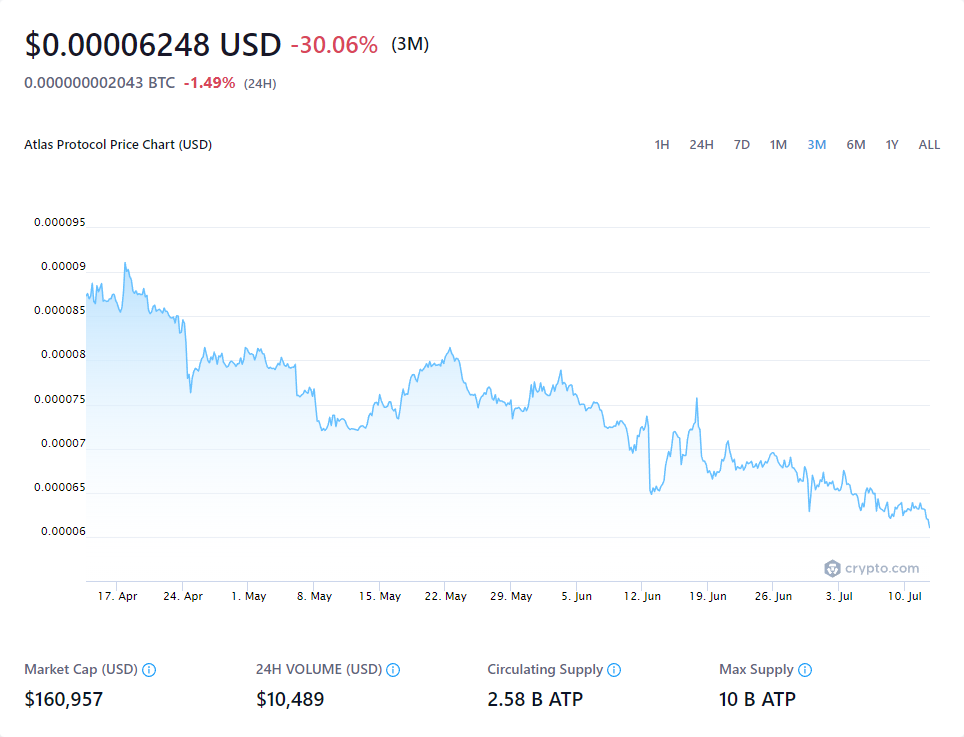 $0.00006248 USD -30.06% (3M)
0.000000002043 BTC -1.49% (24H)
Atlas Protocol Price Chart (USD)
1H 24H 7D 1M 3M 6M 1Y ALL
0.000095
0.00009
0.000085
0.00008
0.000075
0.00007
0.000065
0.00006
crypto.com
17. Apr 24. Apr 1. May 8. May 15. May 22. May 29. May 5. Jun 12. Jun 19. Jun 26. Jun 3. Jul 10. Jul
Market Cap (USD) 24H VOLUME (USD) Circulating Supply Max Supply
$160,957 $10,489 2.58 B ATP 10 B ATP